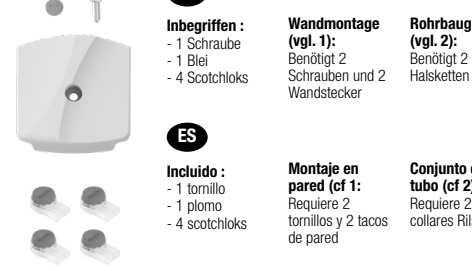 Inbegriffen :
- 1 Schraube
- 1 Blei
- 4 Scotchloks
Wandmontage
(vgl. 1):
Benötigt 2
Schrauben und 2
Wandstecker
(vgl. 2):
Benötigt 2
Halsketten
ES
Incluido :
- 1 tornillo
- 1 plomo
- 4 scotchloks
Montaje en
pared (cf 1:
Requiere 2
tornillos y 2 tacos
de pared
Conjunto
tubo (cf 2
Requiere 2
collares